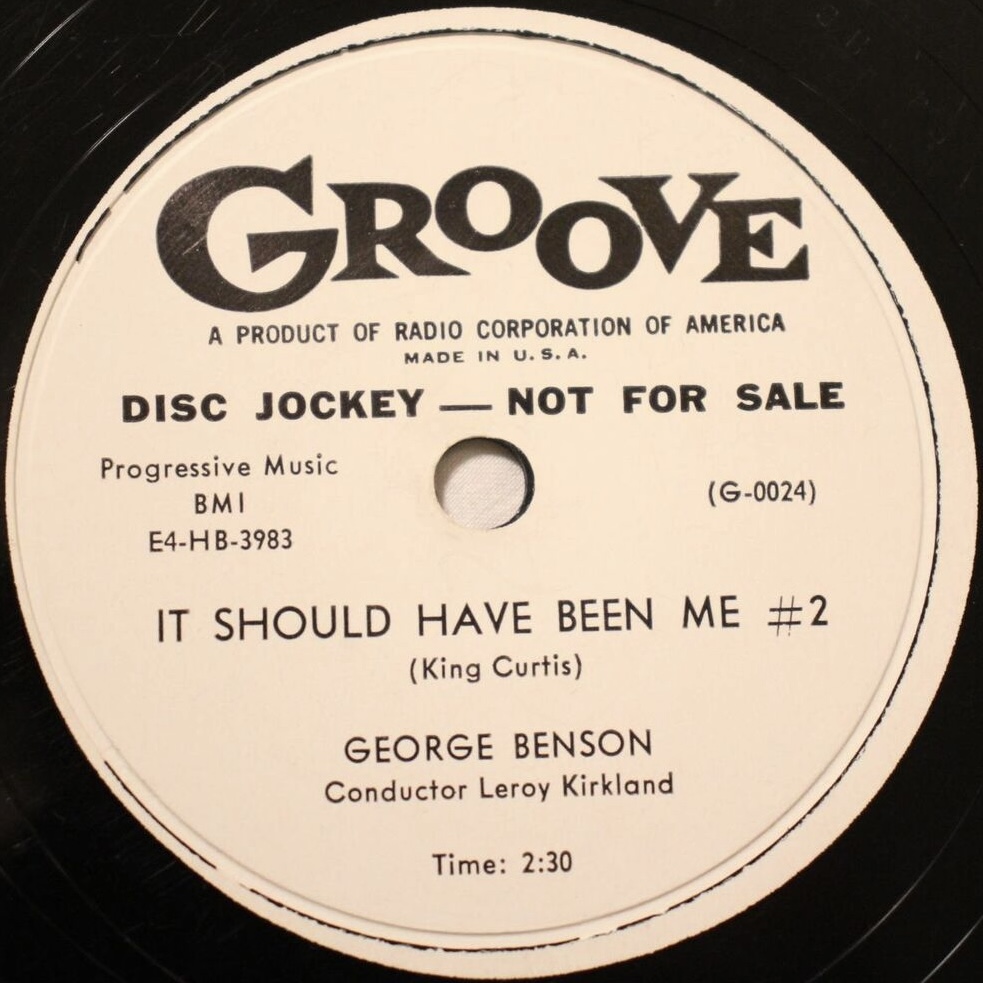 GROOVE
A PRODUCT OF RADIO CORPORATION OF AMERICA
MADE IN U.S.A.
DISC JOCKEY — NOT FOR SALE
Progressive Music
BMI
E4-HB-3983
(G-0024)
IT SHOULD HAVE BEEN ME #2
(King Curtis)
GEORGE BENSON
Conductor Leroy Kirkland
Time: 2:30